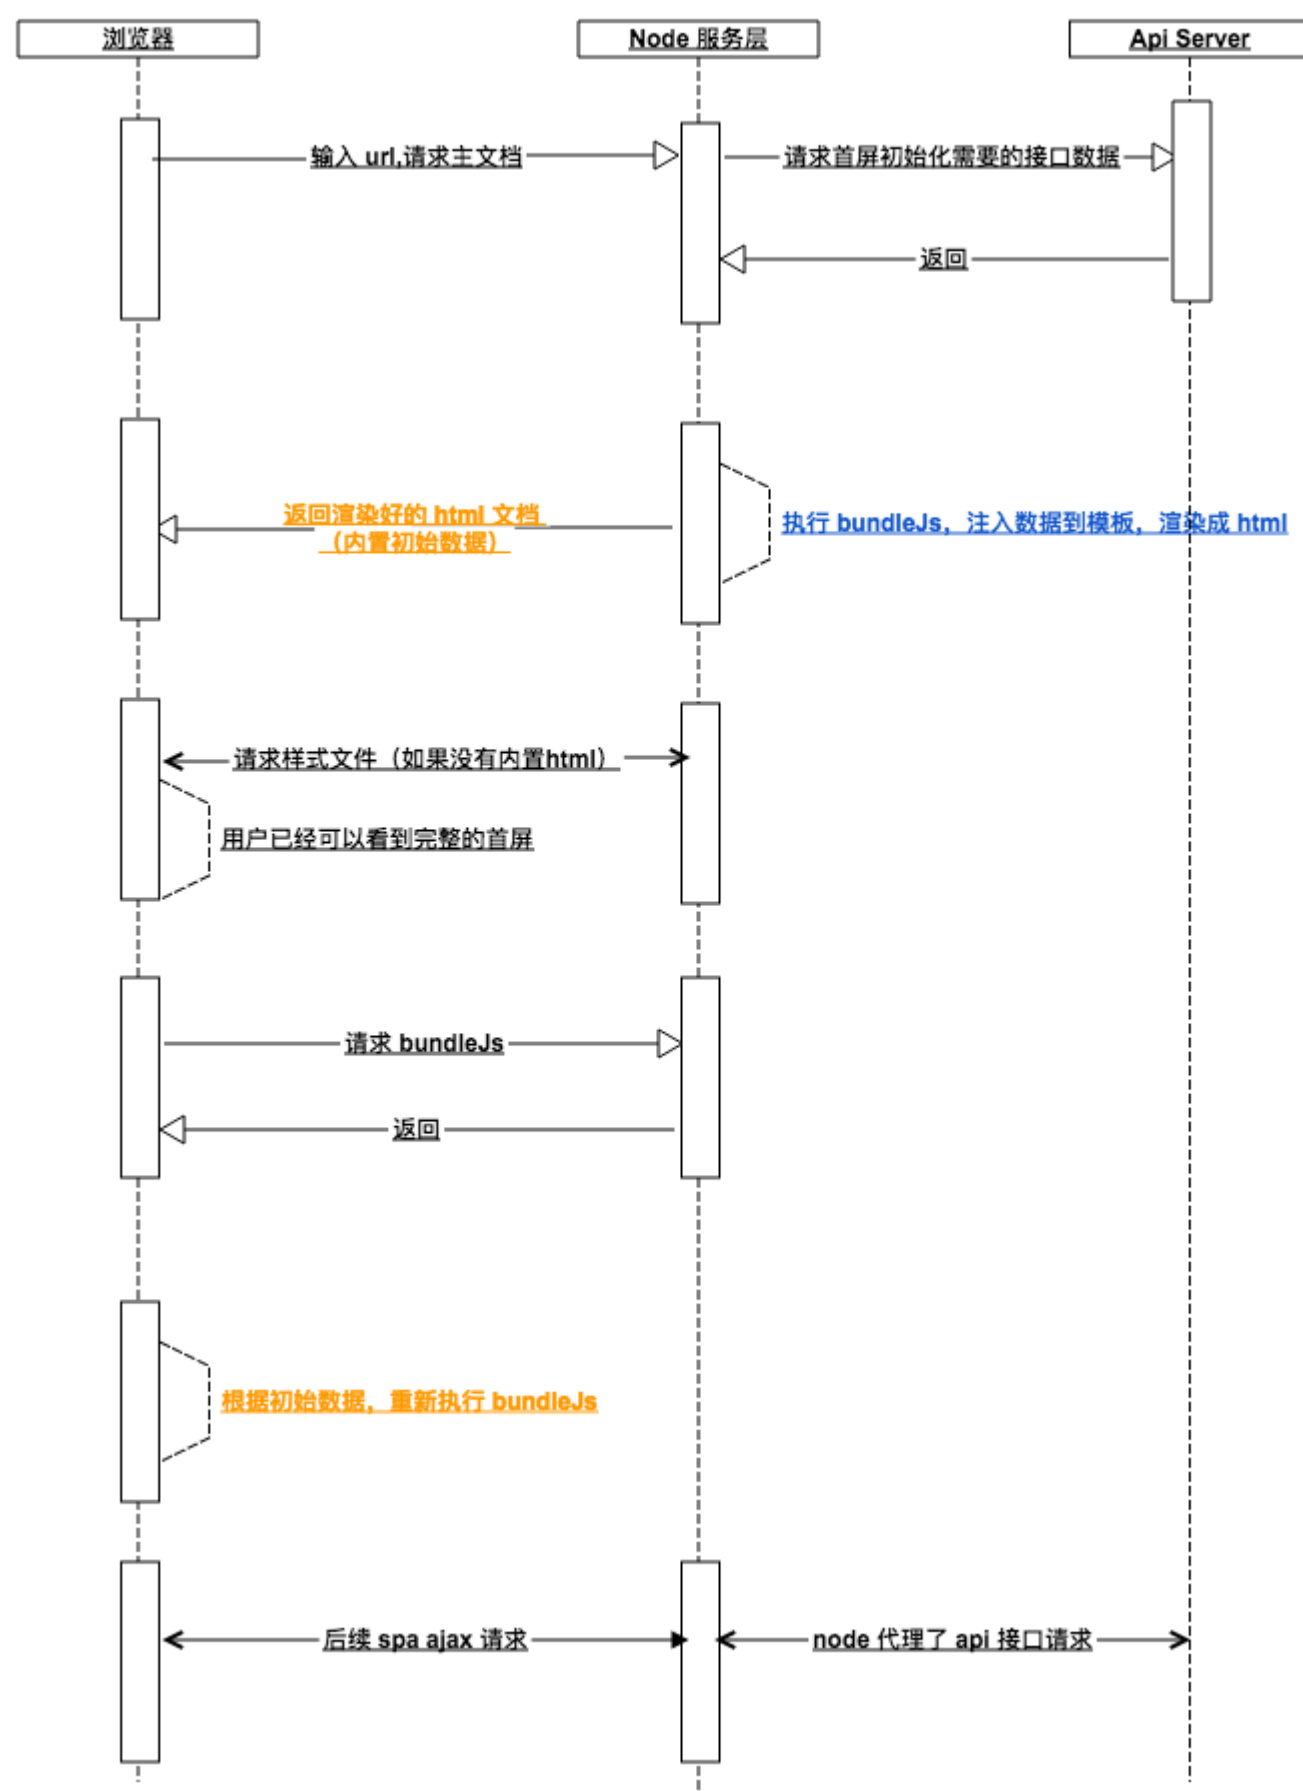 浏览器
Node 服务层
Api Server
输入 url,请求主文档
请求首屏初始化需要的接口数据
返回
返回渲染好的 html 文档
（内置初始数据）
执行 bundleJs，注入数据到模板，渲染成 html
请求样式文件（如果没有内置html）
用户已经可以看到完整的首屏
请求 bundleJs
返回
根据初始数据，重新执行 bundleJs
后续 spa ajax 请求
node 代理了 api 接口请求